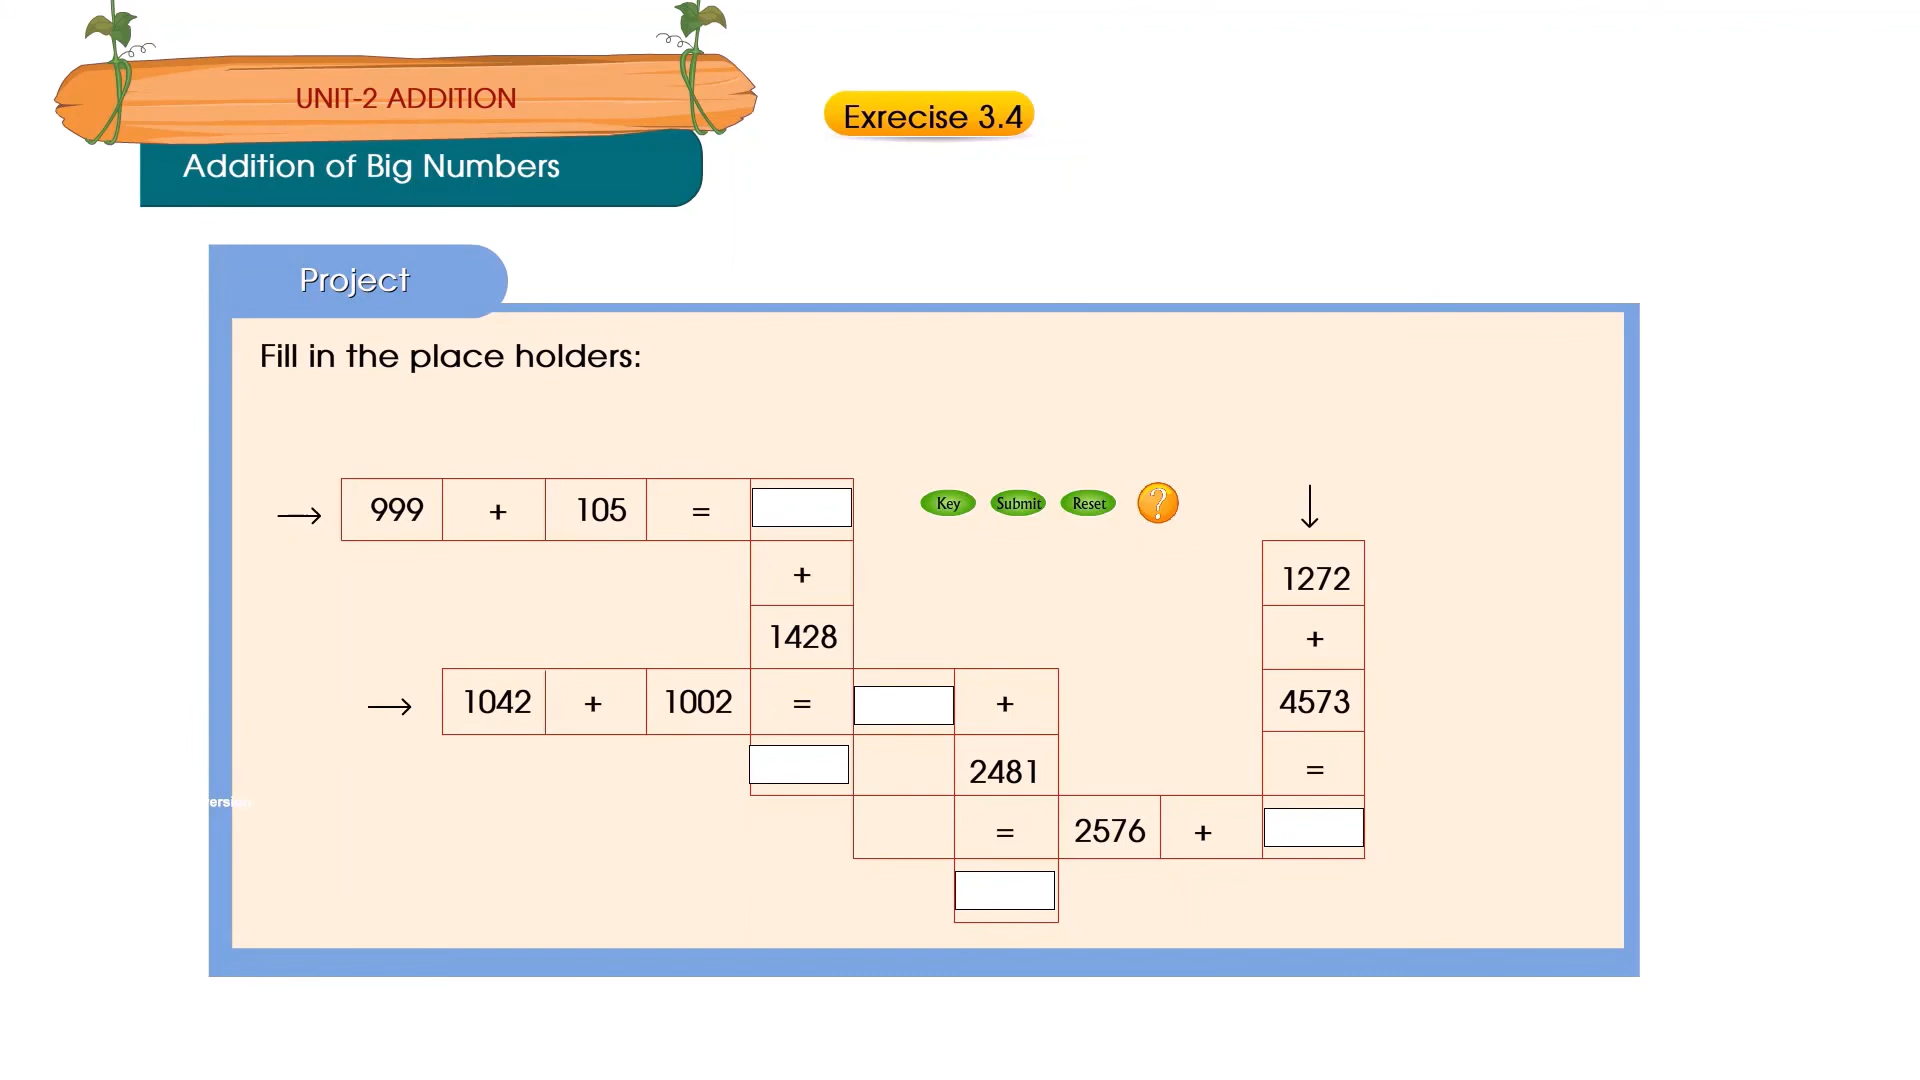 UNIT-2 ADDITION
Exrecise 3.4
Addition of Big Numbers
Project
Fill in the place holders:
999 + 105 =
Key Submit Reset ?
+
1272
1428
+
1042 + 1002 = +
4573
2481
=
ersion
= 2576 +